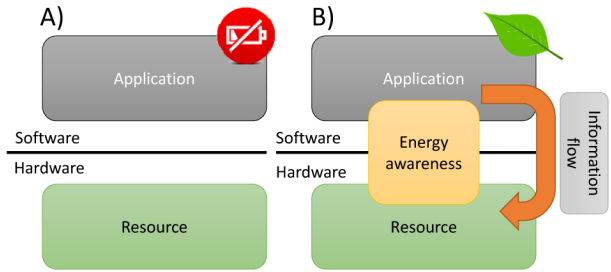 A)
Application
Software
Hardware
Resource
B)
Application
Software
Energy
awareness
Hardware
Resource
Information
flow